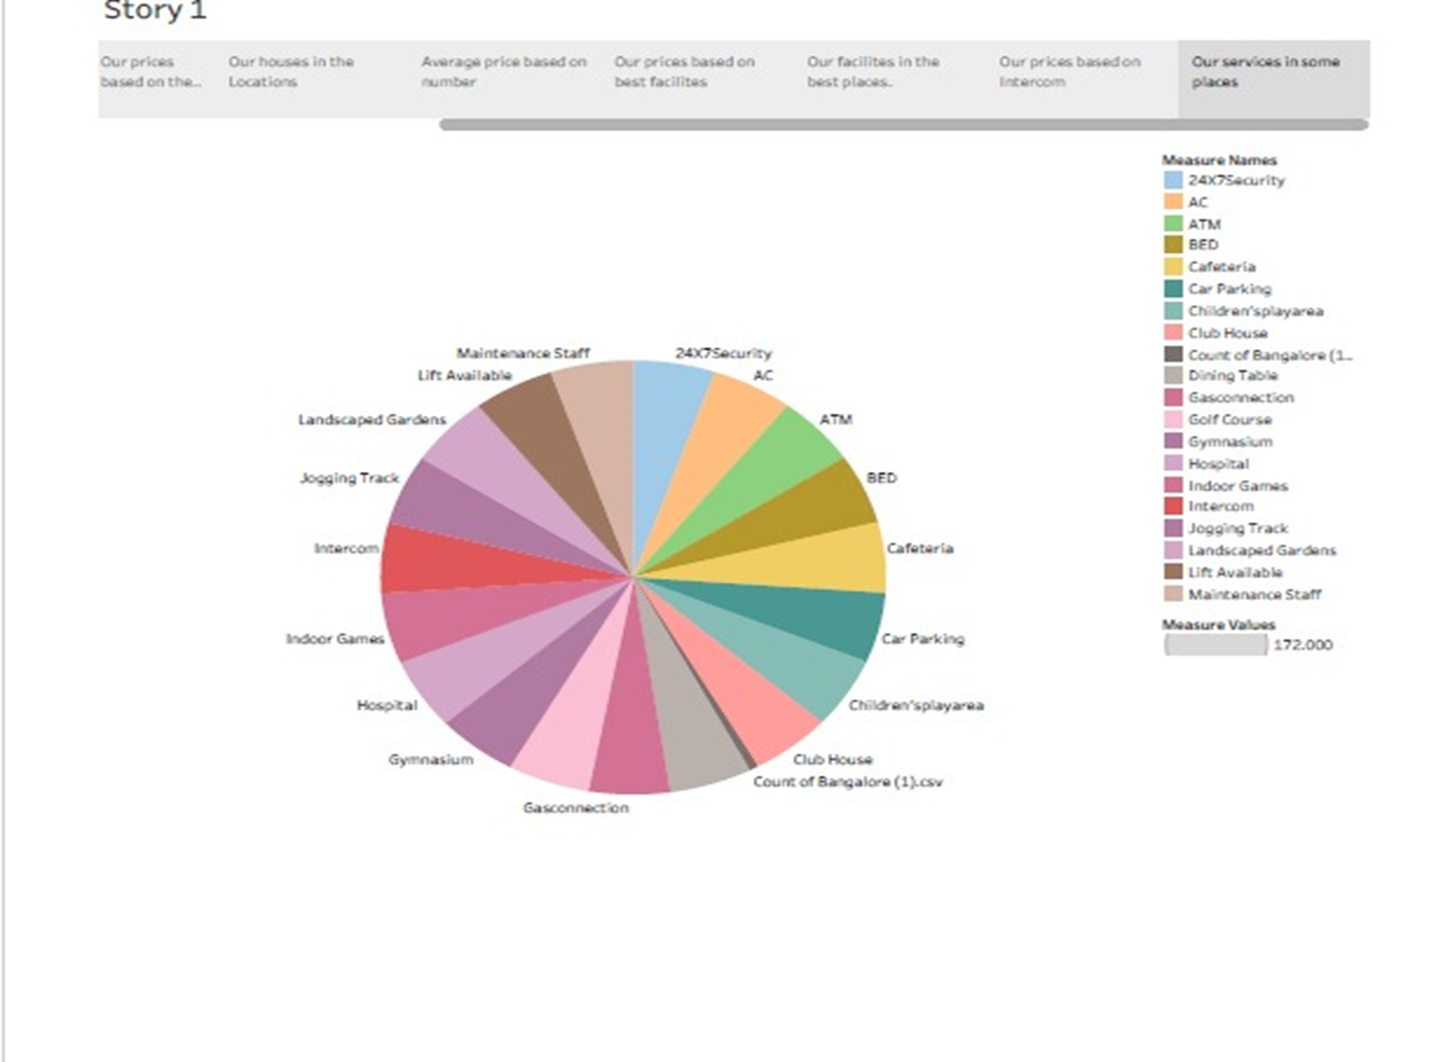 Story 1
Our prices
based on the...
Our houses in the
Locations
Average price based on
number
Our prices based on
best facilites
Our facilites in the
best places.
Our prices based on
Intercom
Our services in some
places
Measure Names
24X7Security
AC
ATM
BED
Cafeteria
Car Parking
Children'splayarea
Club House
Count of Bangalore (1...
Dining Table
Gasconnection
Golf Course
Gymnasium
Hospital
Indoor Games
Intercom
Jogging Track
Landscaped Gardens
Lift Available
Maintenance Staff
Measure Values
172.000
Maintenance Staff
24X7Security
Lift Available
AC
Landscaped Gardens
ATM
Jogging Track
BED
Intercom
Cafeteria
Indoor Games
Car Parking
Hospital
Children'splayarea
Gymnasium
Club House
Count of Bangalore (1).csv
Gasconnection